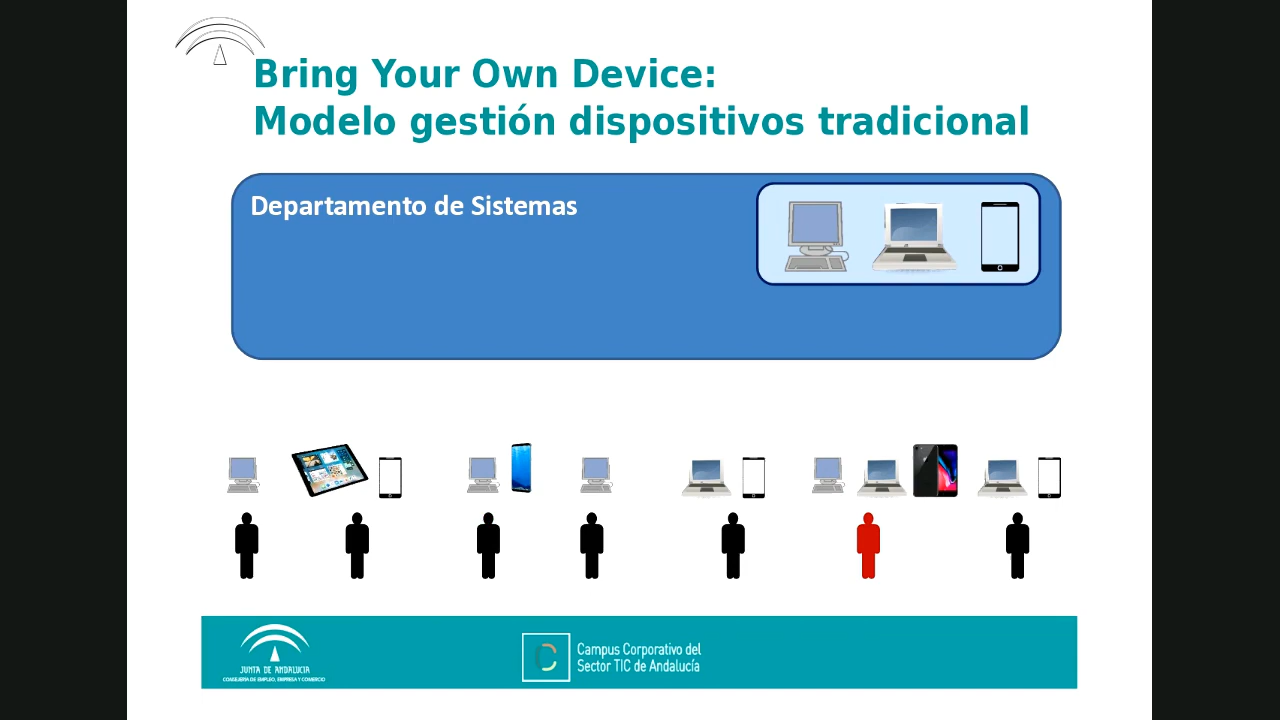 Bring Your Own Device:
Modelo gestión dispositivos tradicional
Departamento de Sistemas
JUNTA DE ANDALUCIA
CONSEJERÍA DE EMPLEO, EMPRESA Y COMERCIO
Campus Corporativo del
Sector TIC de Andalucía